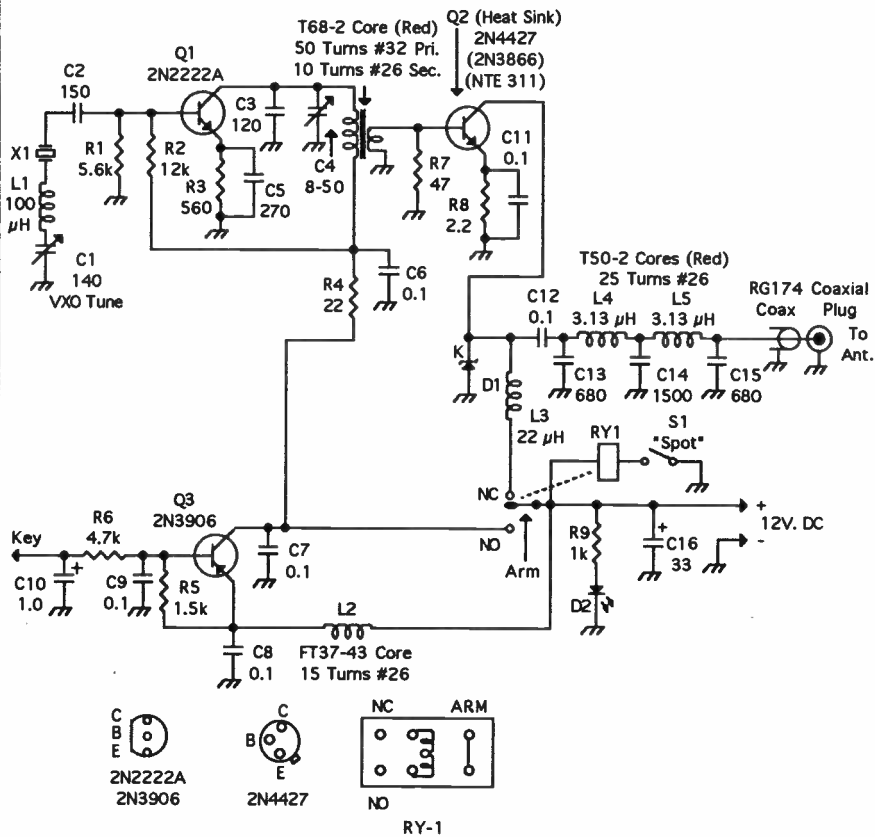 T68-2 Core (Red)
50 Turns #32 Pri.
10 Turns #26 Sec.
Q2 (Heat Sink)
2N4427
(2N3866)
(NTE 311)
Q1
2N2222A
C2
150
C3
120
C11
0.1
X1
R1
5.6k
R2
12k
C4
8-50
R7
47
L1
100
µH
R3
560
C5
270
R8
2.2
C1
140
VXO Tune
R4
22
C6
0.1
T50-2 Cores (Red)
25 Turns #26
C12
0.1
L4
3.13 µH
L5
3.13 µH
RG174 Coaxial
Coax Plug
To
Ant.
K
D1
C13
680
C14
1500
C15
680
L3
22 µH
RY1
S1
"Spot"
Q3
2N3906
NC
NO
Arm
+
12V. DC
-
R9
1k
+
C16
33
D2
Key
R6
4.7k
C7
0.1
C10
1.0
+
C9
0.1
R5
1.5k
L2
FT37-43 Core
15 Turns #26
C8
0.1
C
B
E
2N2222A
2N3906
C
B
E
2N4427
NC ARM
NO
RY-1